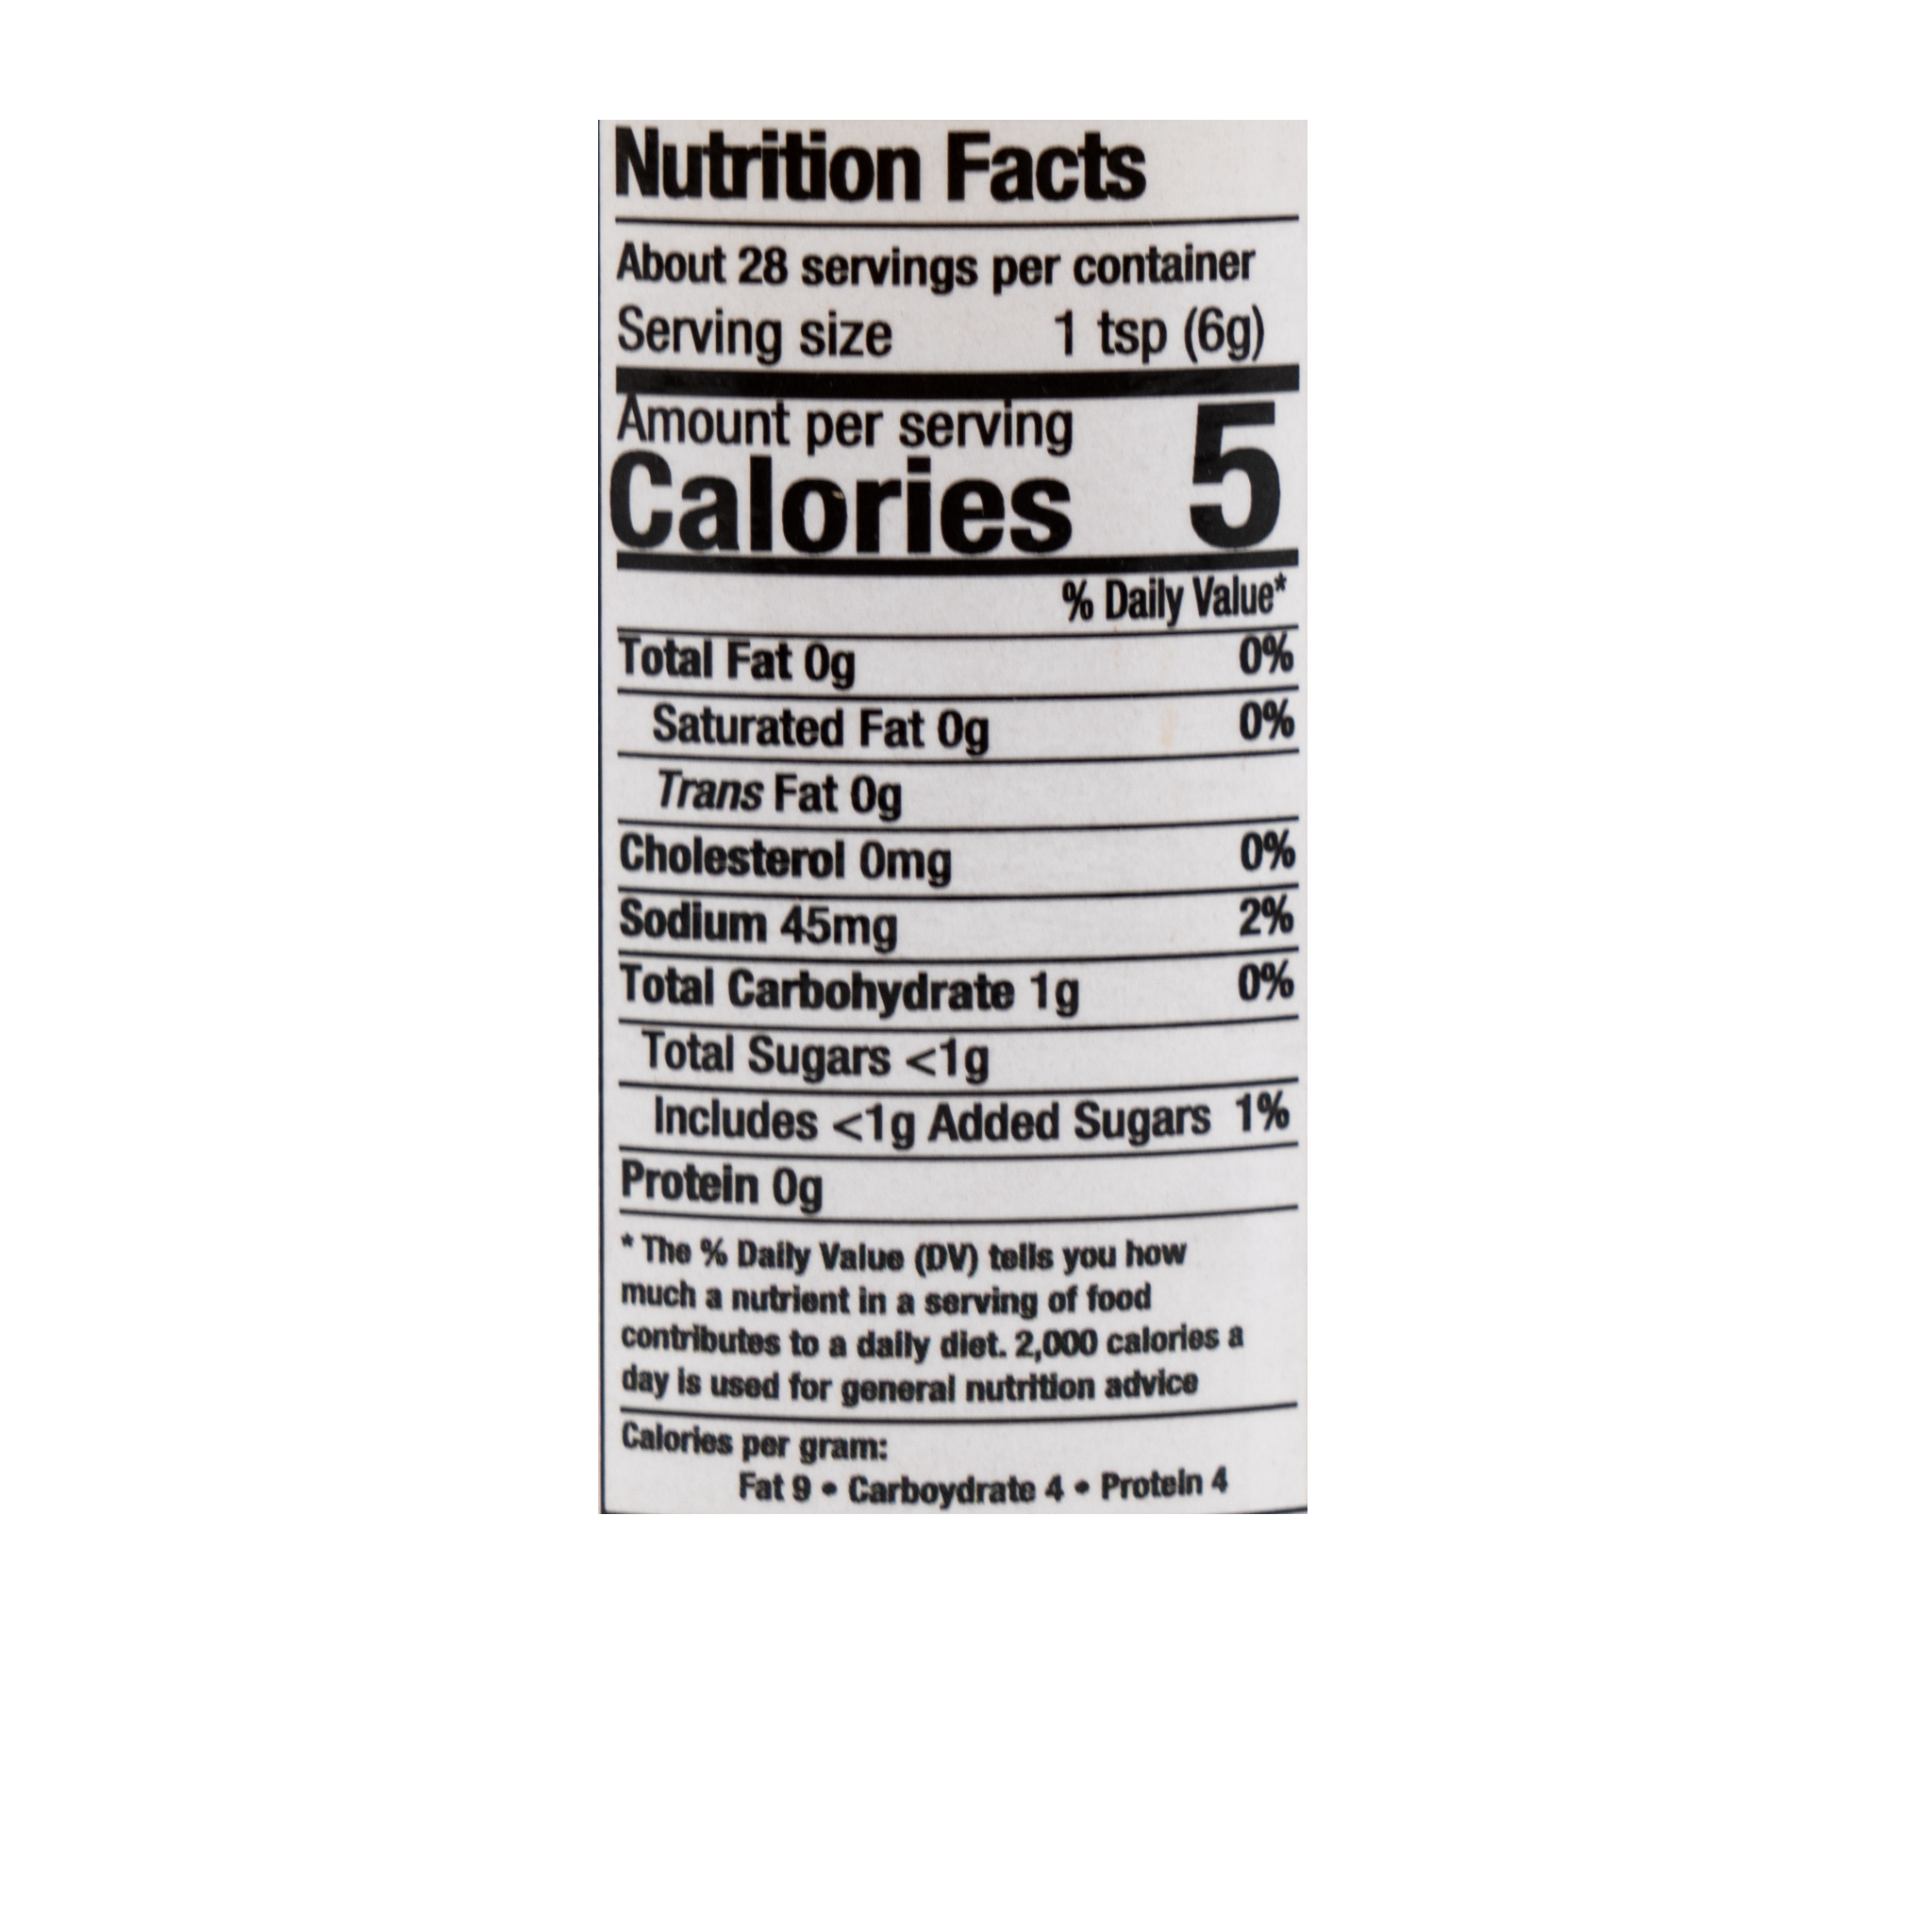 Nutrition Facts
About 28 servings per container
Serving size 1 tsp (6g)
Amount per serving
Calories 5
% Daily Value*
Total Fat 0g 0%
Saturated Fat 0g 0%
Trans Fat 0g
Cholesterol 0mg 0%
Sodium 45mg 2%
Total Carbohydrate 1g 0%
Total Sugars <1g
Includes <1g Added Sugars 1%
Protein 0g
* The % Daily Value (DV) tells you how
much a nutrient in a serving of food
contributes to a daily diet. 2,000 calories a
day is used for general nutrition advice
Calories per gram:
Fat 9 • Carboydrate 4 • Protein 4